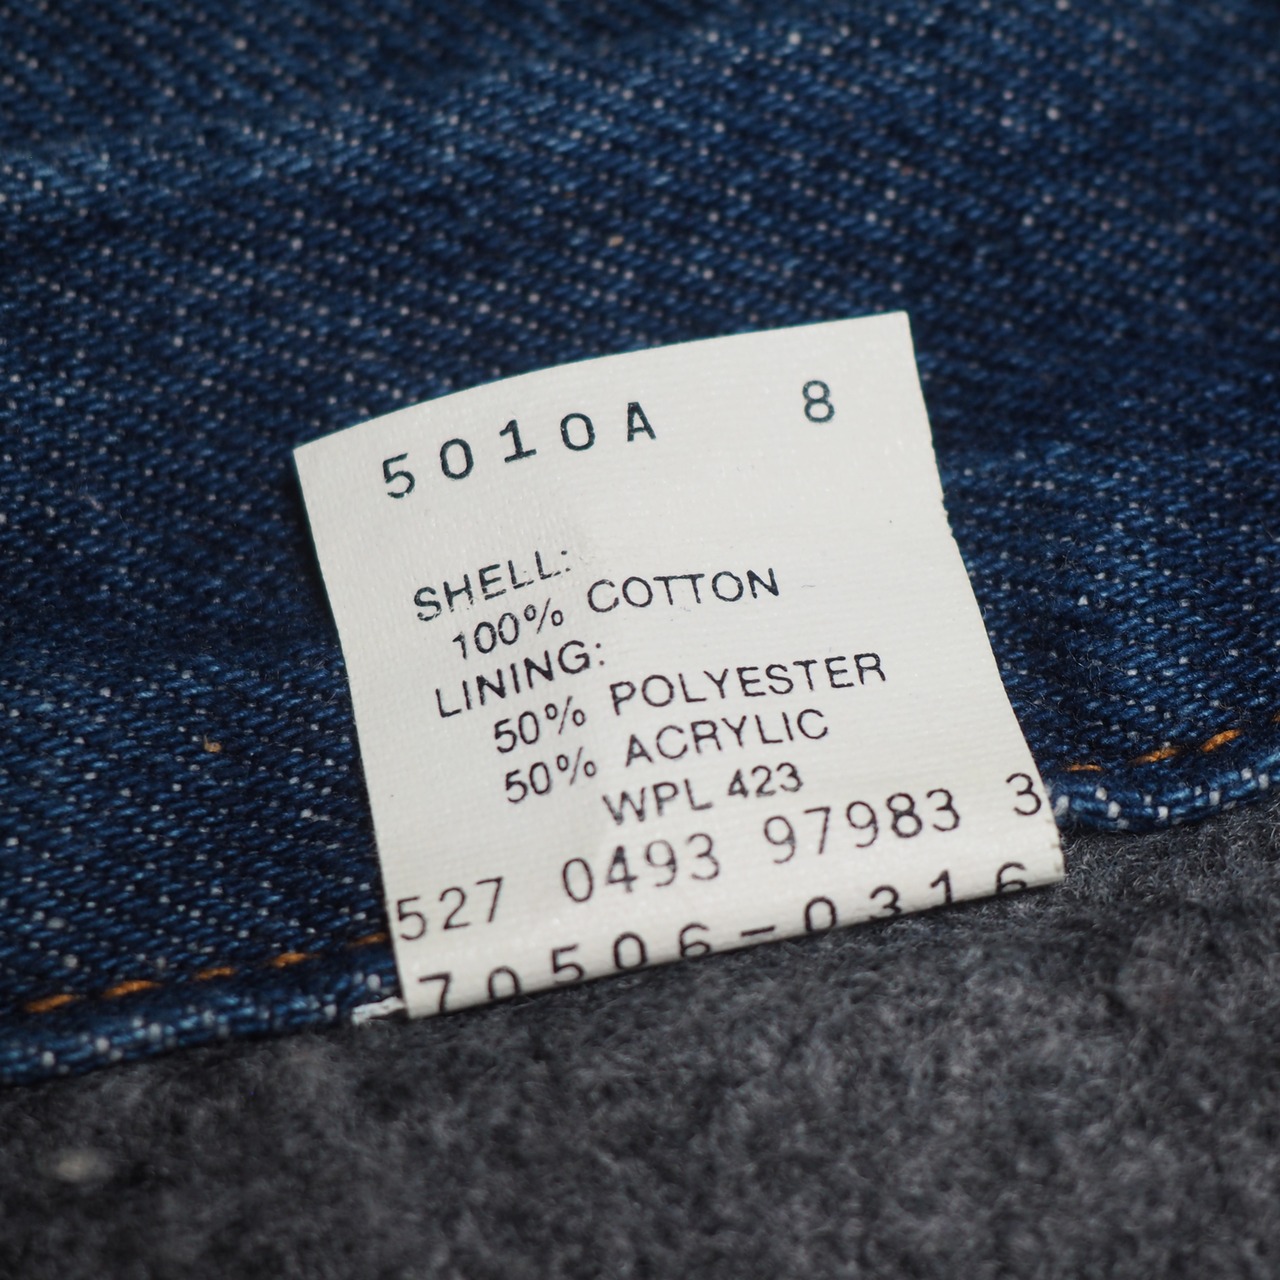 5010A 8
SHELL:
100% COTTON
LINING:
50% POLYESTER
50% ACRYLIC
WPL 423
527 0493 97983 3
70506-0316